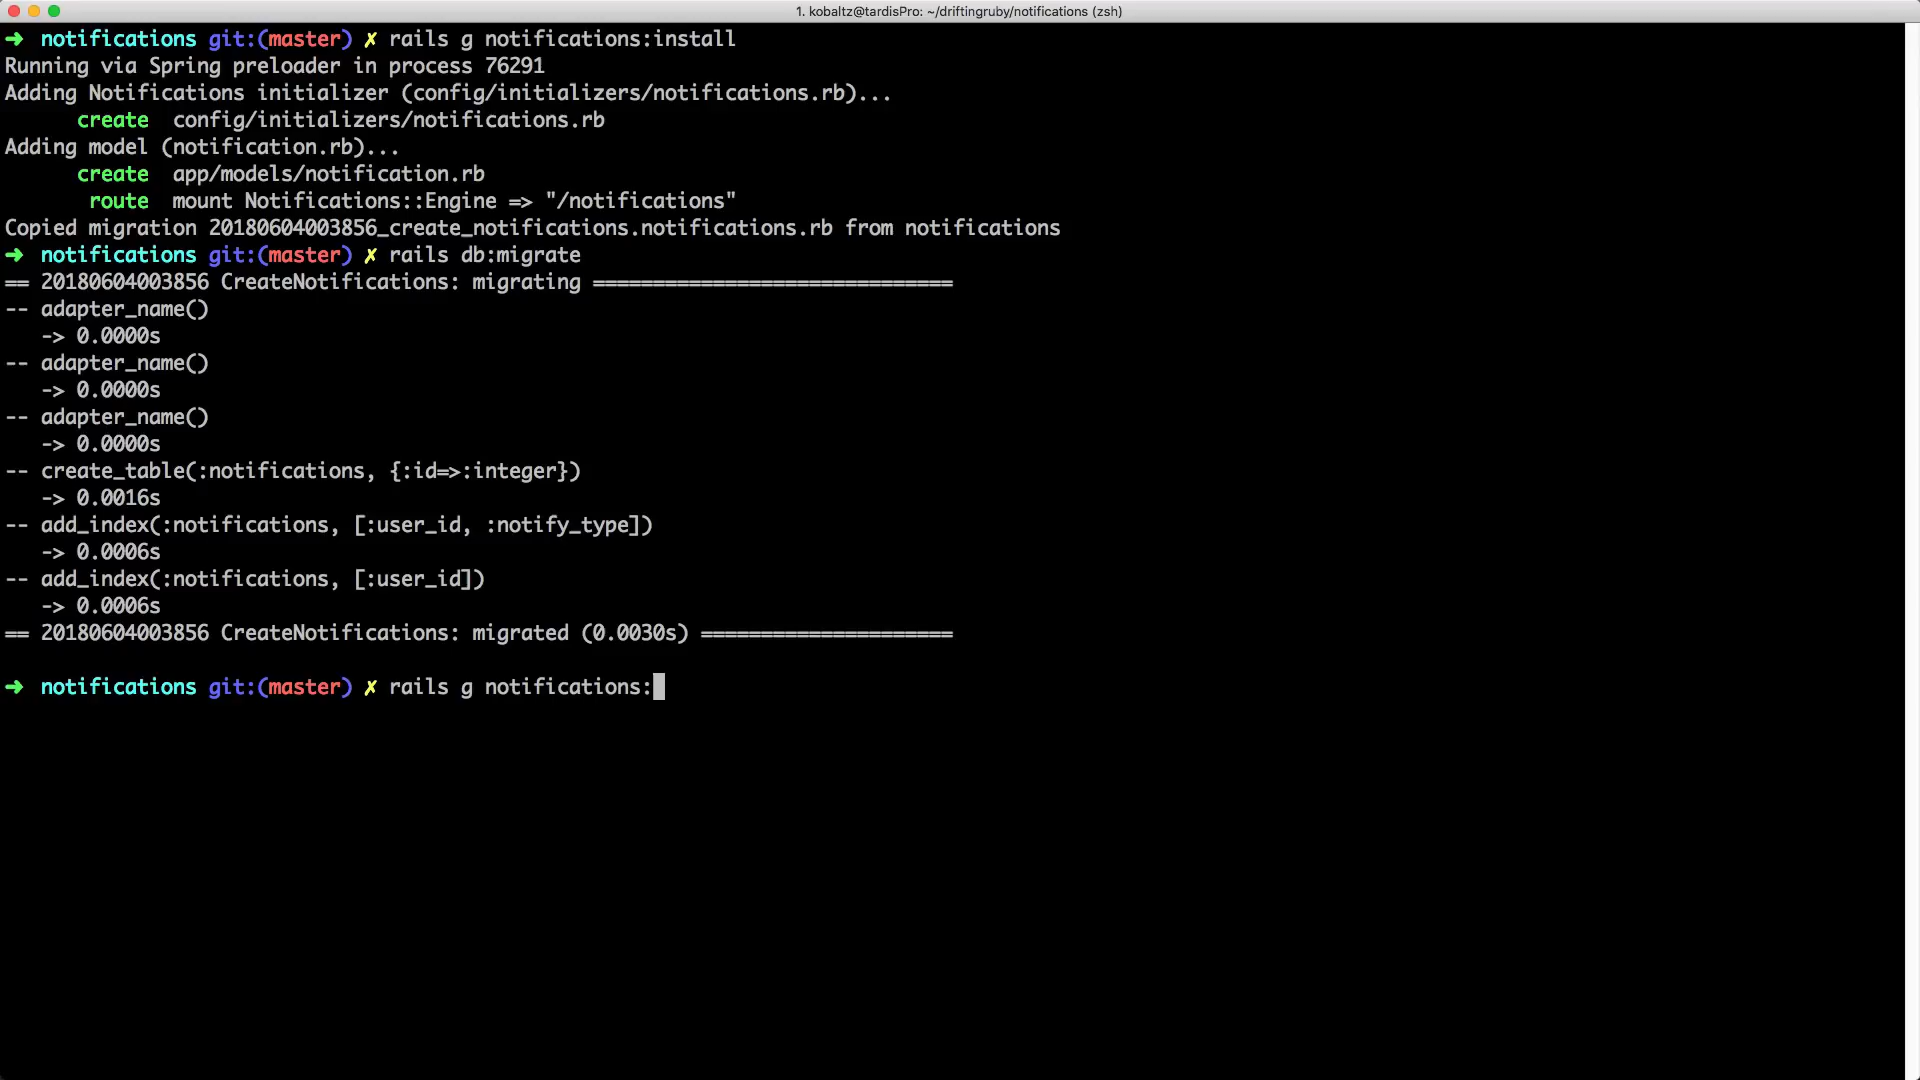 1. kobaltz@tardisPro: ~/driftingruby/notifications (zsh)
➜  notifications git:(master) ✗ rails g notifications:install
Running via Spring preloader in process 76291
Adding Notifications initializer (config/initializers/notifications.rb)...
      create  config/initializers/notifications.rb
Adding model (notification.rb)...
      create  app/models/notification.rb
       route  mount Notifications::Engine => "/notifications"
Copied migration 20180604003856_create_notifications.notifications.rb from notifications
➜  notifications git:(master) ✗ rails db:migrate
== 20180604003856 CreateNotifications: migrating ==============================
-- adapter_name()
   -> 0.0000s
-- adapter_name()
   -> 0.0000s
-- adapter_name()
   -> 0.0000s
-- create_table(:notifications, {:id=>:integer})
   -> 0.0016s
-- add_index(:notifications, [:user_id, :notify_type])
   -> 0.0006s
-- add_index(:notifications, [:user_id])
   -> 0.0006s
== 20180604003856 CreateNotifications: migrated (0.0030s) =====================
➜  notifications git:(master) ✗ rails g notifications: